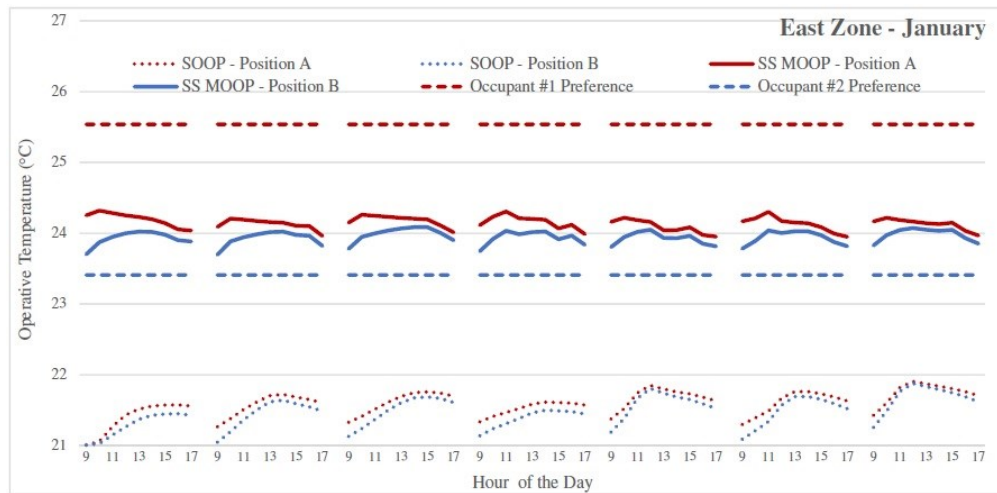 27
East Zone - January
SOOP - Position A SOOP - Position B SS MOOP - Position A
SS MOOP - Position B Occupant #1 Preference Occupant #2 Preference
26
25
24
23
22
21
Operative Temperature (°C)
9 11 13 15 17 9 11 13 15 17 9 11 13 15 17 9 11 13 15 17 9 11 13 15 17 9 11 13 15 17 9 11 13 15 17
Hour of the Day